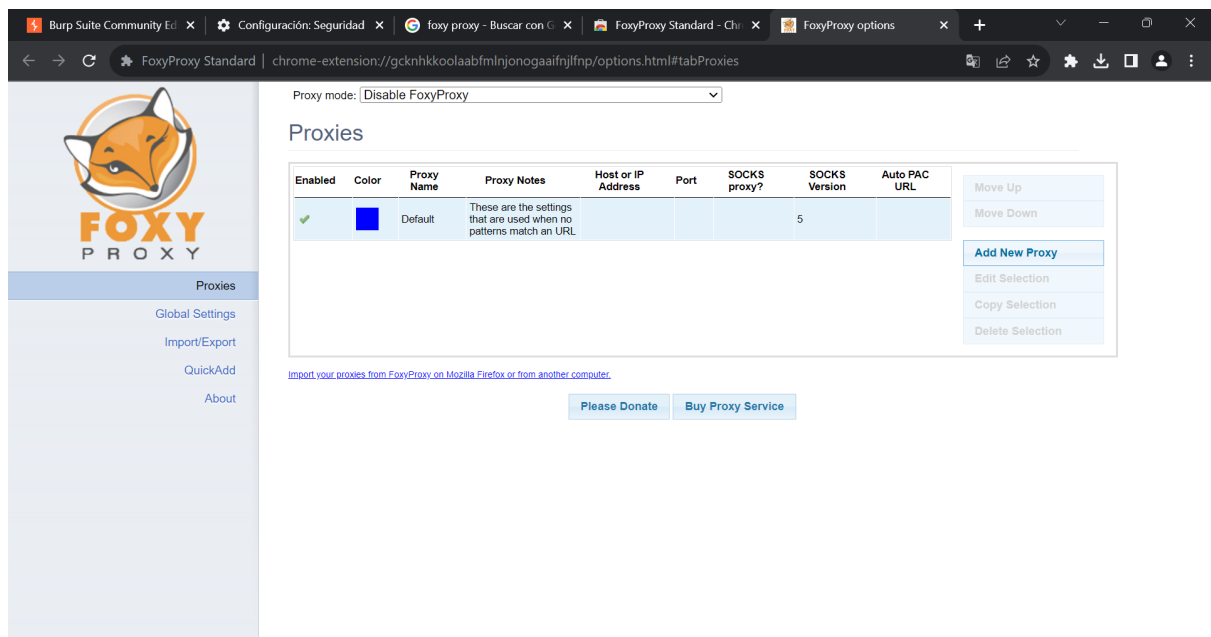 Burp Suite Community Ed
Configuración: Seguridad
foxy proxy - Buscar con G
FoxyProxy Standard - Chr
FoxyProxy options
FoxyProxy Standard | chrome-extension://gcknhkkoolaabfmlnjonogaaifnjlfnp/options.html#tabProxies
FOXY
PROXY
Proxies
Global Settings
Import/Export
QuickAdd
About
Proxy mode: Disable FoxyProxy
Proxies
Enabled Color Proxy Name Proxy Notes Host or IP Address Port SOCKS proxy? SOCKS Version Auto PAC URL
Default These are the settings that are used when no patterns match an URL 5
Move Up
Move Down
Add New Proxy
Edit Selection
Copy Selection
Delete Selection
Import your proxies from FoxyProxy on Mozilla Firefox or from another computer.
Please Donate Buy Proxy Service